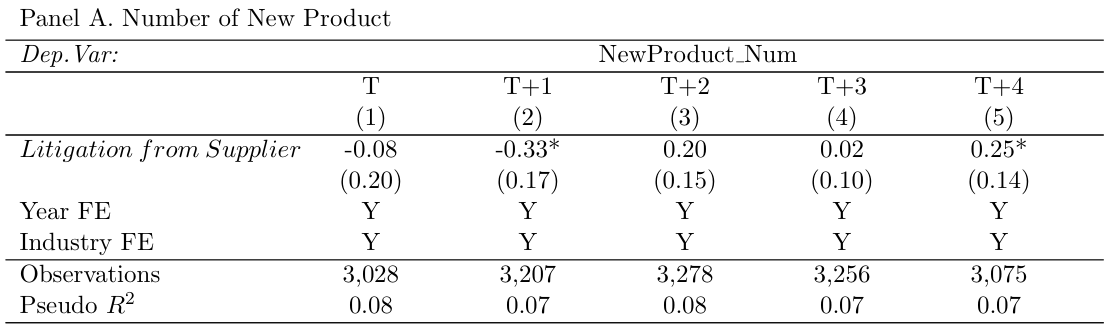 Panel A. Number of New Product
Dep.Var: NewProduct_Num
T T+1 T+2 T+3 T+4
(1) (2) (3) (4) (5)
Litigation from Supplier -0.08 -0.33* 0.20 0.02 0.25*
(0.20) (0.17) (0.15) (0.10) (0.14)
Year FE Y Y Y Y Y
Industry FE Y Y Y Y Y
Observations 3,028 3,207 3,278 3,256 3,075
Pseudo R² 0.08 0.07 0.08 0.07 0.07